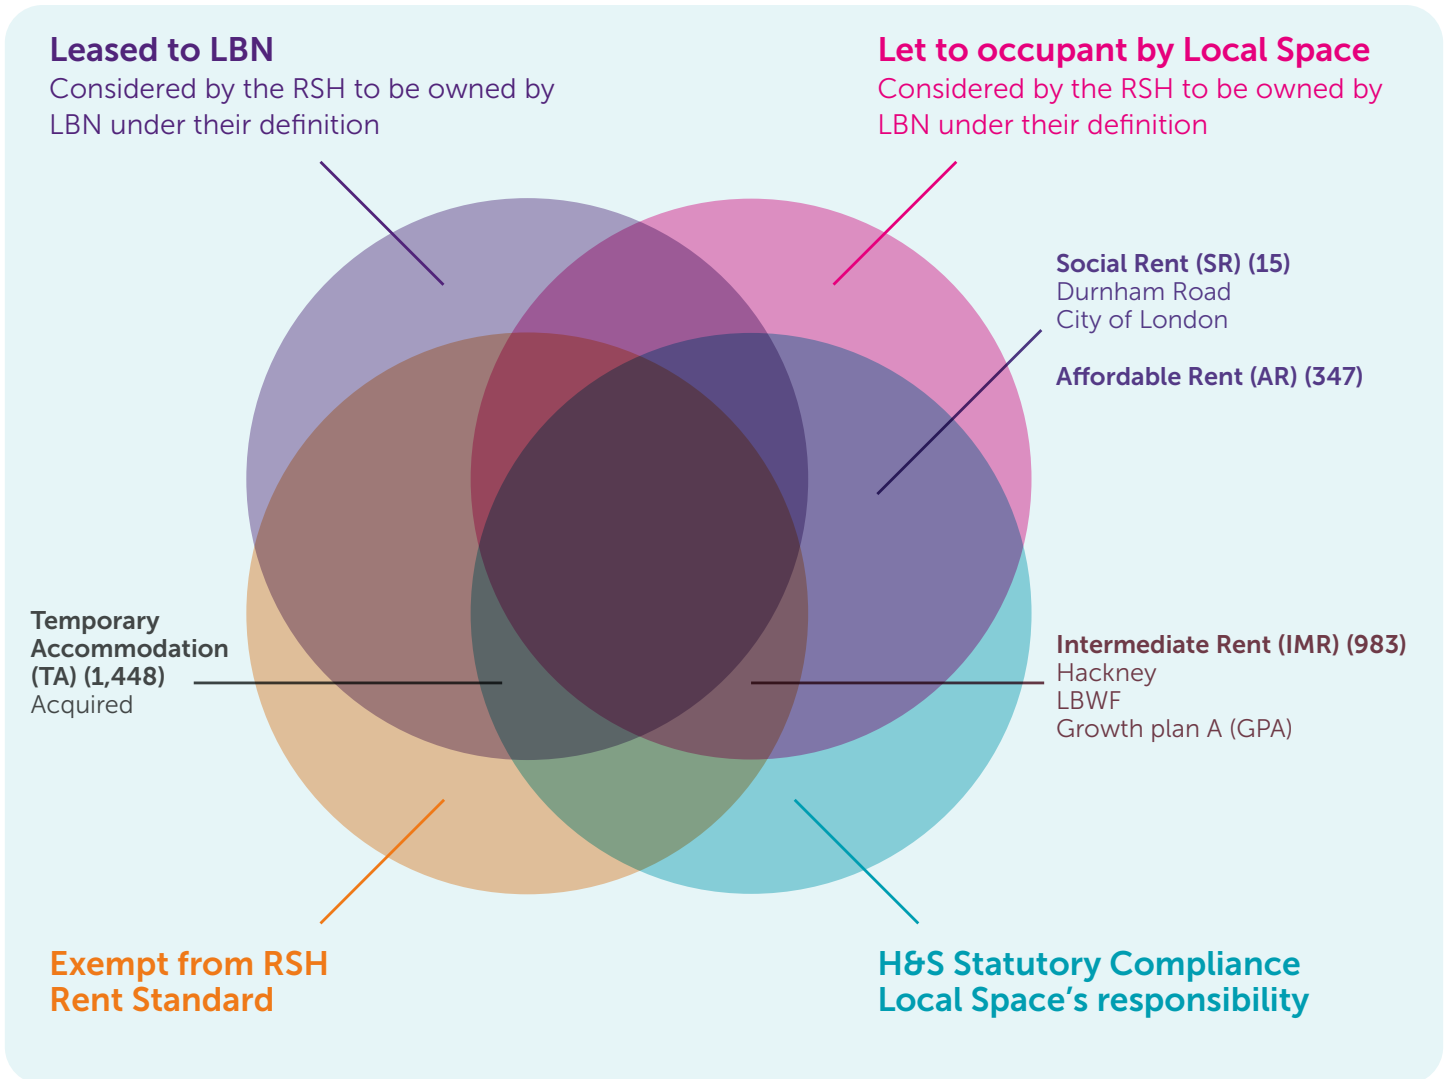 Leased to LBN
Considered by the RSH to be owned by
LBN under their definition
Let to occupant by Local Space
Considered by the RSH to be owned by
LBN under their definition
Social Rent (SR) (15)
Durnham Road
City of London
Affordable Rent (AR) (347)
Temporary
Accommodation
(TA) (1,448)
Acquired
Intermediate Rent (IMR) (983)
Hackney
LBWF
Growth plan A (GPA)
Exempt from RSH
Rent Standard
H&S Statutory Compliance
Local Space’s responsibility